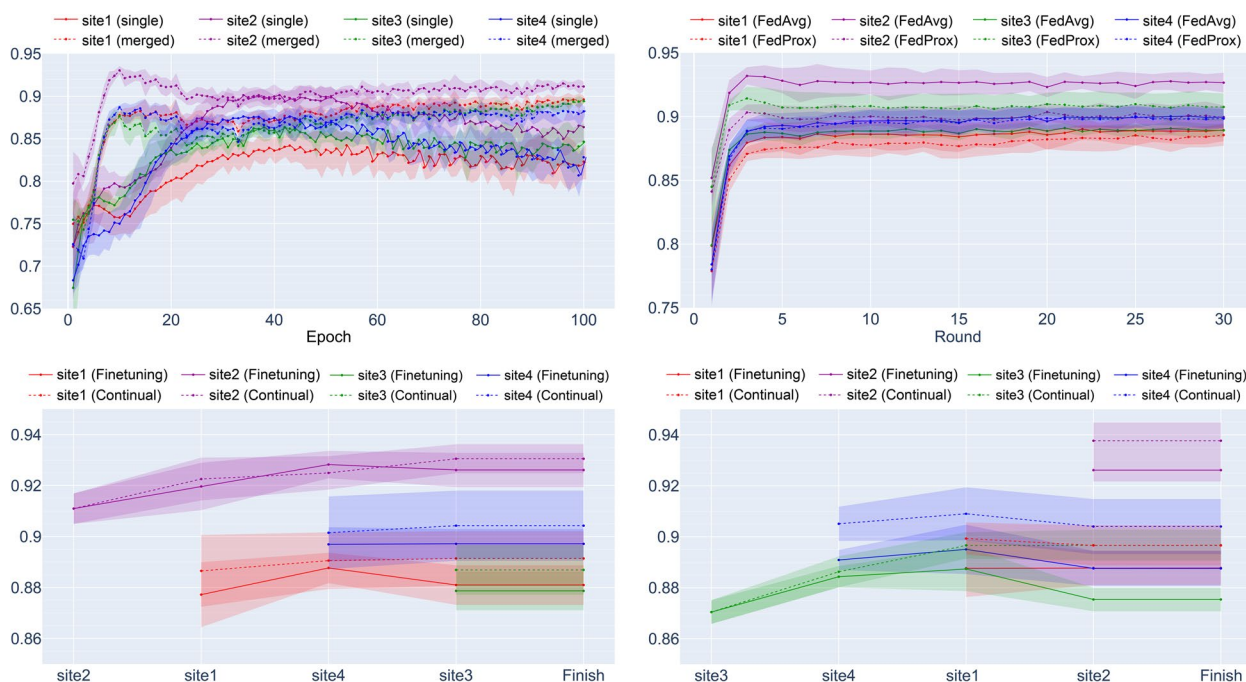 site1 (single) site2 (single) site3 (single) site4 (single)
site1 (merged) site2 (merged) site3 (merged) site4 (merged)
0.95
0.9
0.85
0.8
0.75
0.7
0.65
0 20 40 60 80 100
Epoch
site1 (FedAvg) site2 (FedAvg) site3 (FedAvg) site4 (FedAvg)
site1 (FedProx) site2 (FedProx) site3 (FedProx) site4 (FedProx)
0.95
0.9
0.85
0.8
0.75
0 5 10 15 20 25 30
Round
site1 (Finetuning) site2 (Finetuning) site3 (Finetuning) site4 (Finetuning)
site1 (Continual) site2 (Continual) site3 (Continual) site4 (Continual)
0.94
0.92
0.9
0.88
0.86
site2 site1 site4 site3 Finish
site1 (Finetuning) site2 (Finetuning) site3 (Finetuning) site4 (Finetuning)
site1 (Continual) site2 (Continual) site3 (Continual) site4 (Continual)
0.94
0.92
0.9
0.88
0.86
site3 site4 site1 site2 Finish